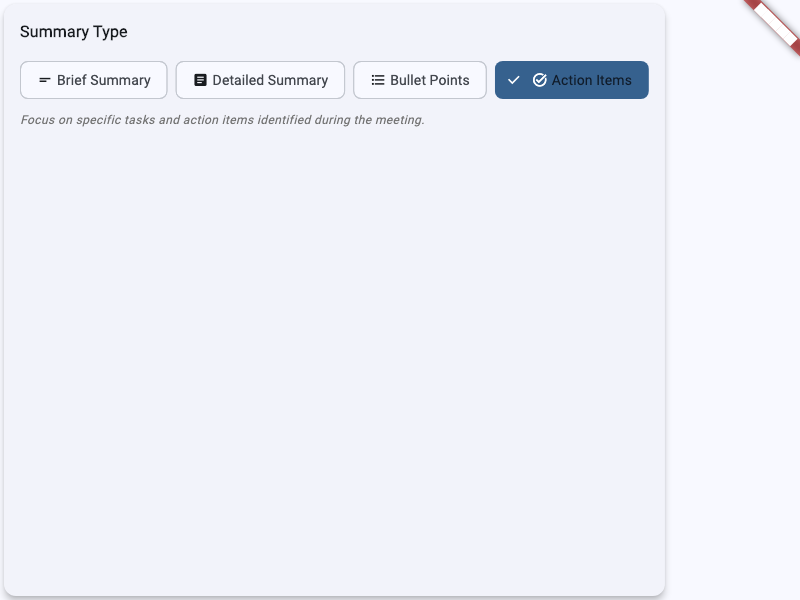 Summary Type
Brief Summary Detailed Summary Bullet Points Action Items
Focus on specific tasks and action items identified during the meeting.